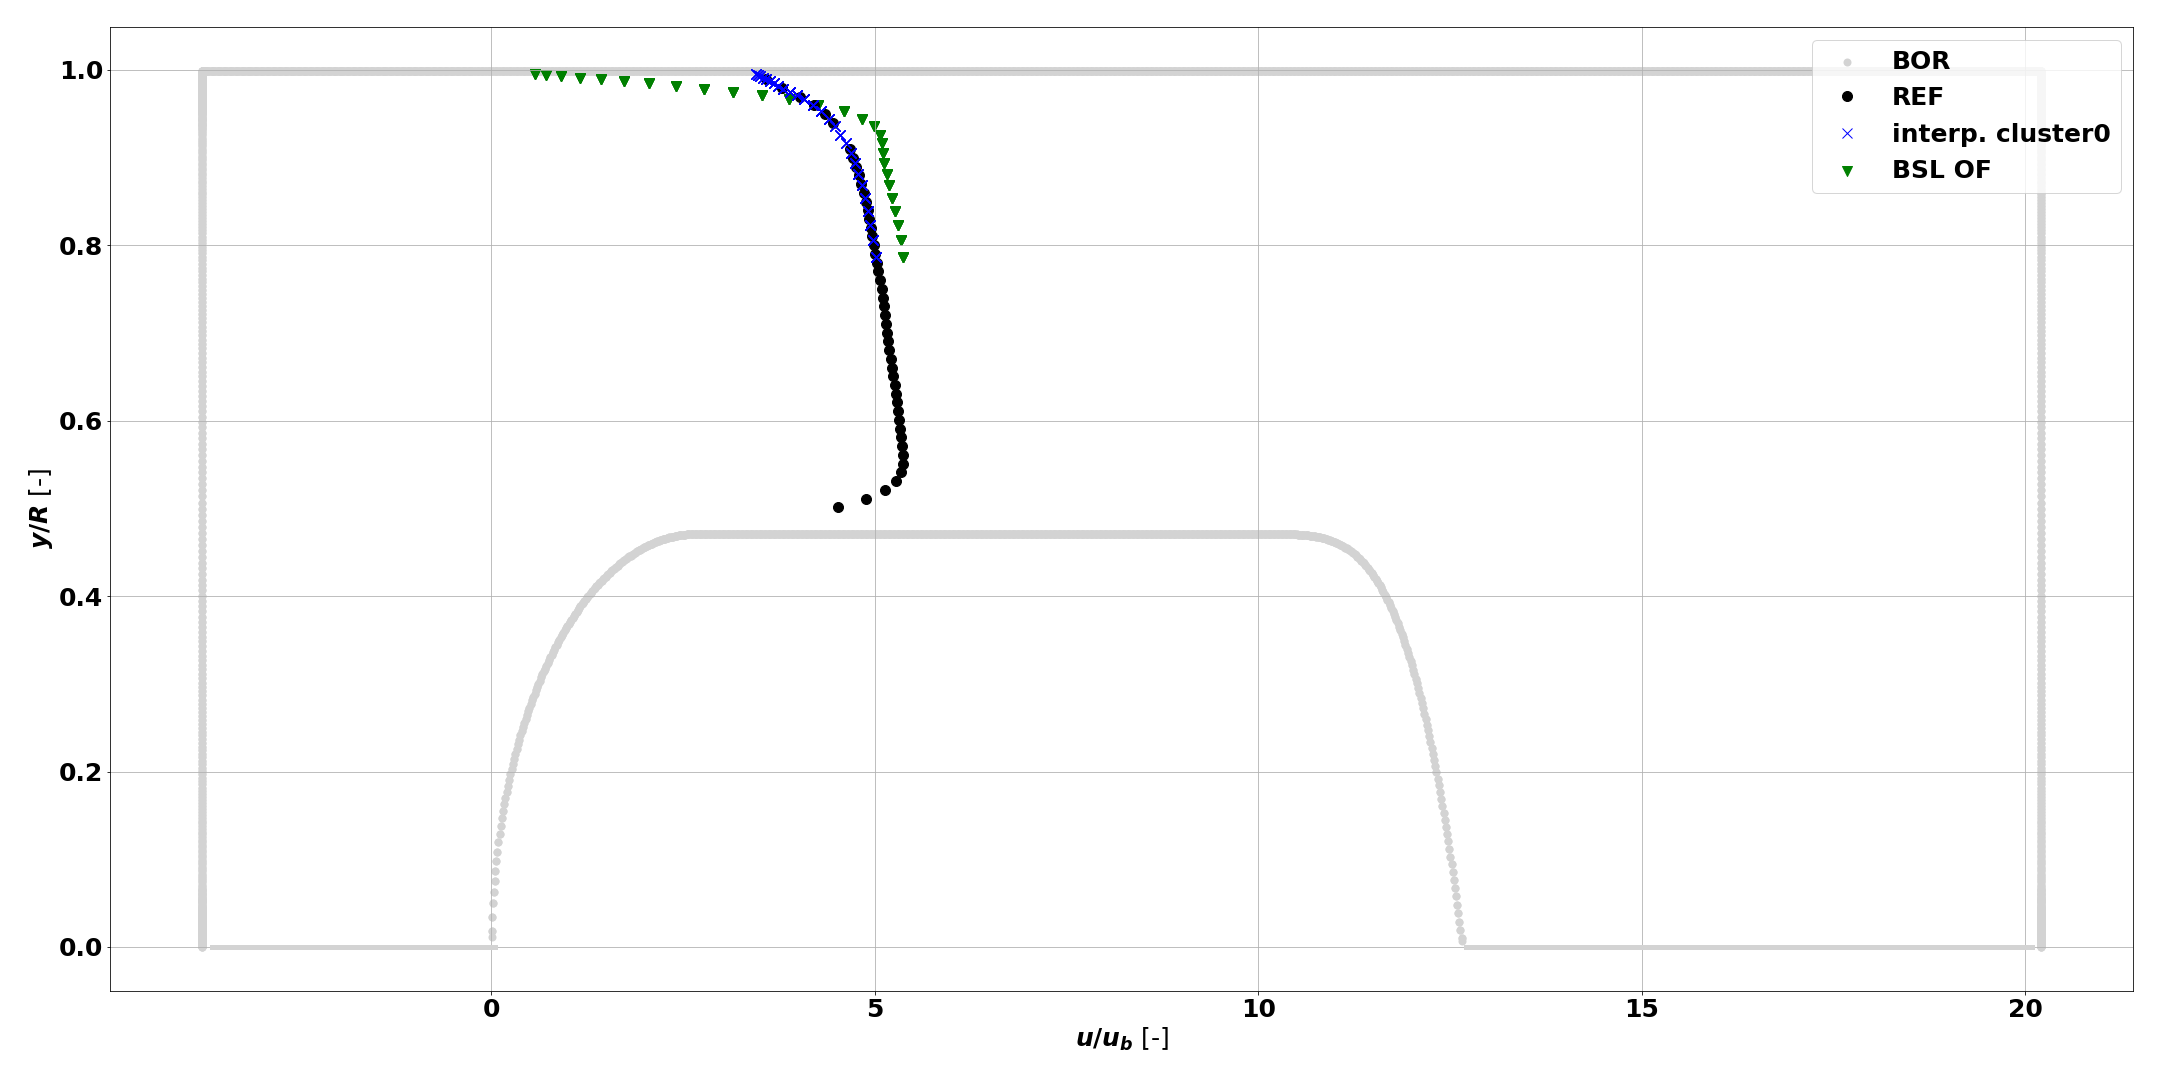 BOR
REF
interp. cluster0
BSL OF
1.0
0.8
0.6
0.4
0.2
0.0
y/R [-]
0 5 10 15 20
u/u_b [-]